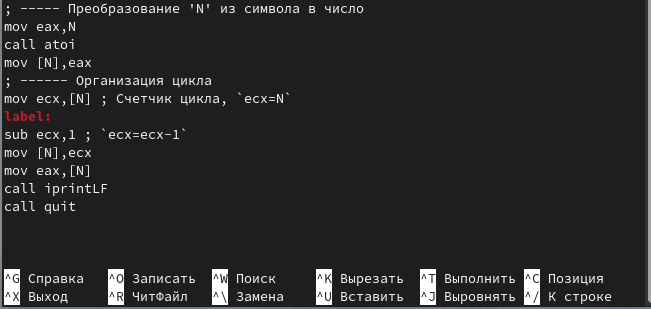 ; ----- Преобразование 'N' из символа в число
mov eax,N
call atoi
mov [N],eax
; ------ Организация цикла
mov ecx,[N] ; Счетчик цикла, `ecx=N`
label:
sub ecx,1 ; `ecx=ecx-1`
mov [N],ecx
mov eax,[N]
call iprintLF
call quit
^G Справка ^O Записать ^W Поиск ^K Вырезать ^T Выполнить ^C Позиция
^X Выход ^R ЧитФайл ^\ Замена ^U Вставить ^J Выровнять ^/ К строке